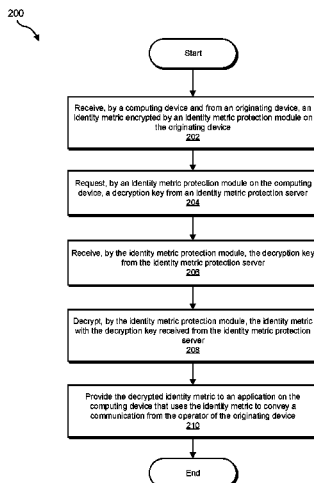 200
Start
Receive, by a computing device and from an originating device, an
identity metric encrypted by an identity metric protection module on
the originating device
202
Request, by an identity metric protection module on the computing
device, a decryption key from an identity metric protection server
204
Receive, by the identity metric protection module, the decryption key
from the identity metric protection server
206
Decrypt, by the identity metric protection module, the identity metric
with the decryption key received from the identity metric protection
server
208
Provide the decrypted identity metric to an application on the
computing device that uses the identity metric to convey a
communication from the operator of the originating device
210
End